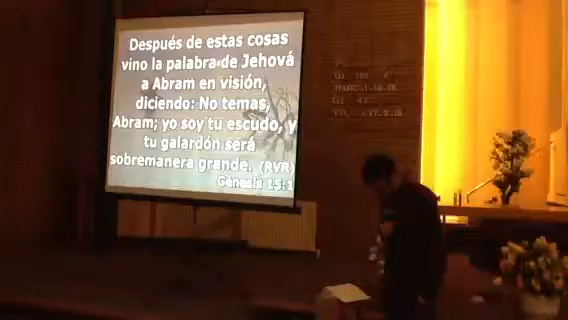 Después de estas cosas
vino la palabra de Jehová
a Abram en visión,
diciendo: No temas,
Abram; yo soy tu escudo, y
tu galardón será
sobremanera grande. (RVR)
Génesis 15:1